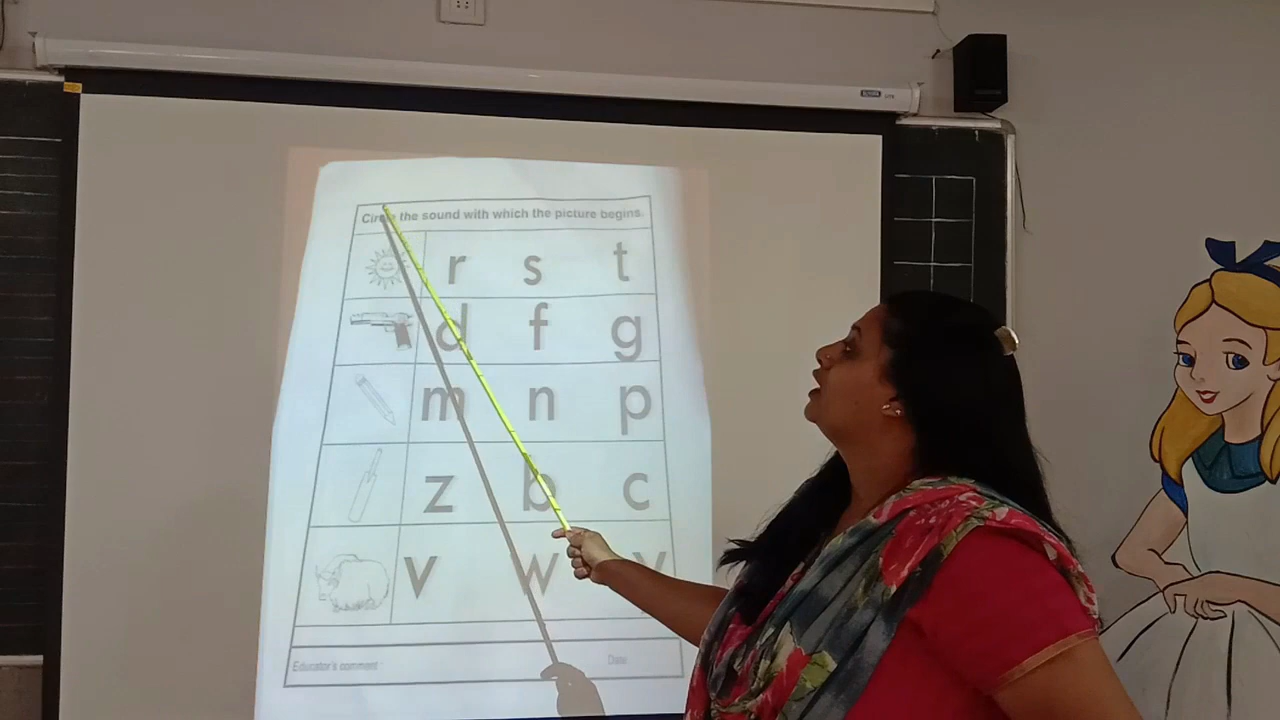 Circle the sound with which the picture begins.
r s t
d f g
m n p
z b c
v w y
Educator's comment Date